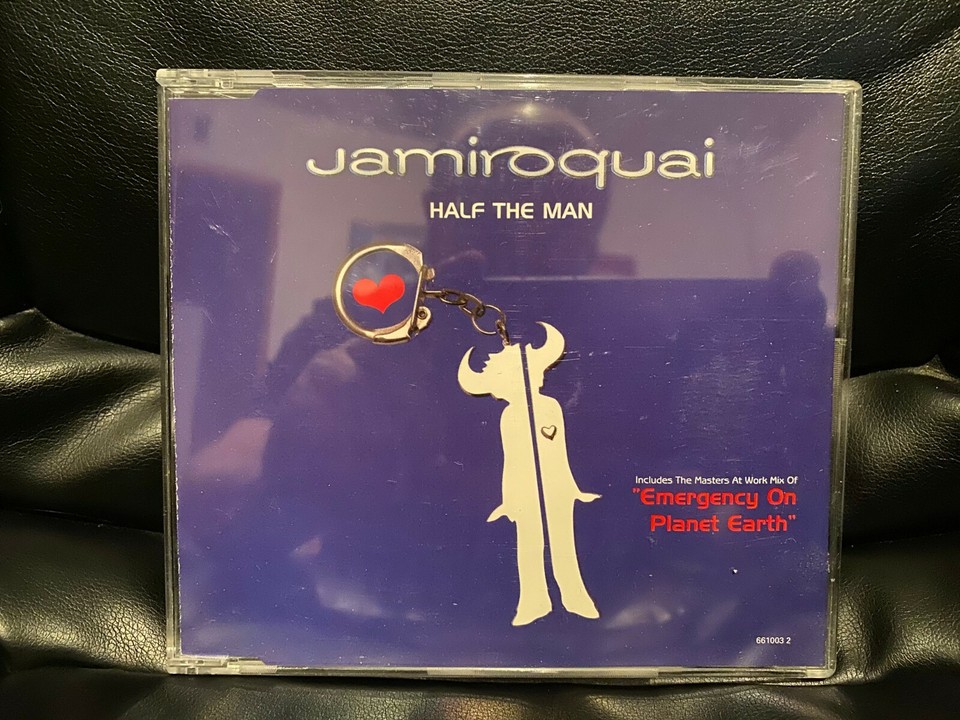 Jamiroquai
HALF THE MAN
Includes The Masters At Work Mix Of
"Emergency On
Planet Earth"
661003 2